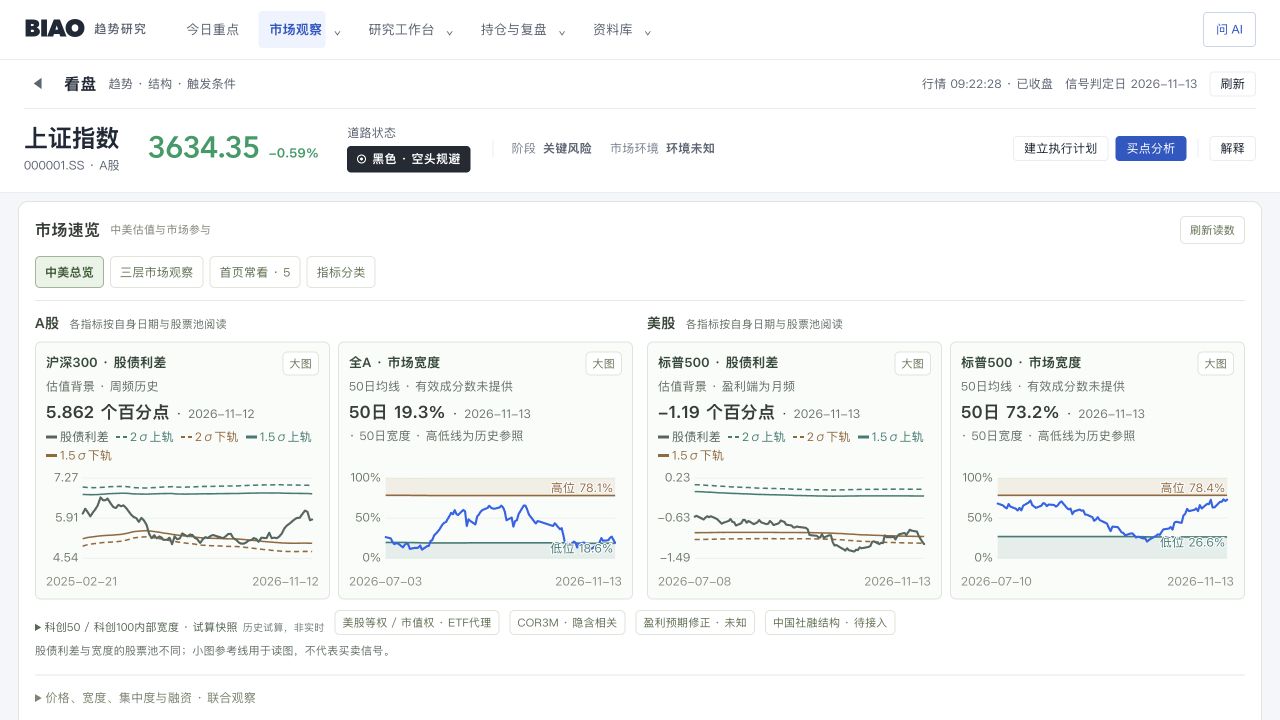 BIAO 趋势研究 今日重点 市场观察 研究工作台 持仓与复盘 资料库 问 AI
看盘 趋势 · 结构 · 触发条件 行情 09:22:28 · 已收盘 信号判定日 2026-11-13 刷新
上证指数 3634.35 -0.59%
000001.SS · A股
道路状态
黑色 · 空头规避
阶段 关键风险 市场环境 环境未知
建立执行计划 买点分析 解释
市场速览 中美估值与市场参与 刷新读数
中美总览 三层市场观察 首页常看 · 5 指标分类
A股 各指标按自身日期与股票池阅读
沪深300 · 股债利差 大图
估值背景 · 周频历史
5.862 个百分点 · 2026-11-12
股债利差 2σ上轨 2σ下轨 1.5σ上轨
1.5σ下轨
7.27
5.91
4.54
2025-02-21 2026-11-12
全A · 市场宽度 大图
50日均线 · 有效成分数未提供
50日 19.3% · 2026-11-13
· 50日宽度 · 高低线为历史参照
100%
高位 78.1%
50%
低位 18.6%
0%
2026-07-03 2026-11-13
美股 各指标按自身日期与股票池阅读
标普500 · 股债利差 大图
估值背景 · 盈利端为月频
-1.19 个百分点 · 2026-11-13
股债利差 2σ上轨 2σ下轨 1.5σ上轨
1.5σ下轨
0.23
-0.63
-1.49
2026-07-08 2026-11-13
标普500 · 市场宽度 大图
50日均线 · 有效成分数未提供
50日 73.2% · 2026-11-13
· 50日宽度 · 高低线为历史参照
100%
高位 78.4%
50%
低位 26.6%
0%
2026-07-10 2026-11-13
科创50 / 科创100内部宽度 · 试算快照 历史试算，非实时 美股等权 / 市值权 · ETF代理 COR3M · 隐含相关 盈利预期修正 · 未知 中国社融结构 · 待接入
股债利差与宽度的股票池不同；小图参考线用于读图，不代表买卖信号。
价格、宽度、集中度与融资 · 联合观察